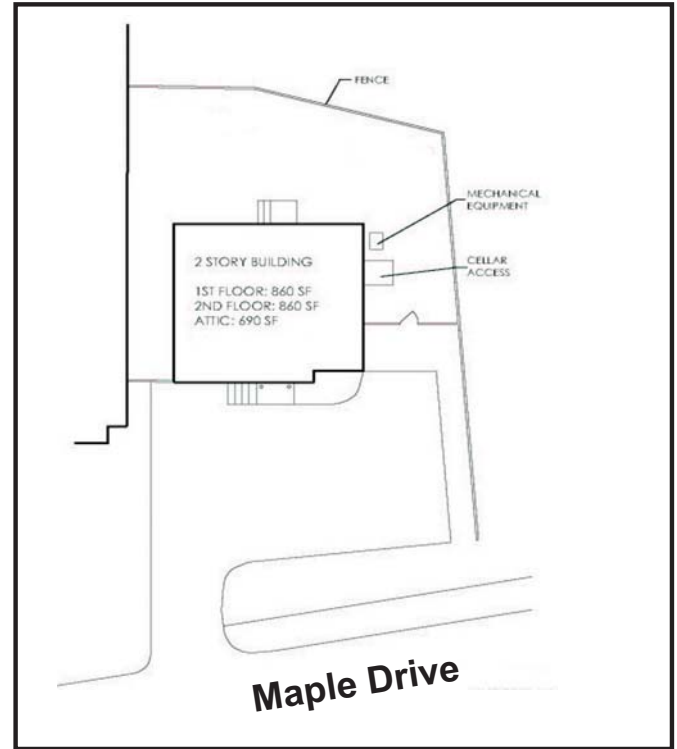 FENCE
MECHANICAL
EQUIPMENT
2 STORY BUILDING
CELLAR
ACCESS
1ST FLOOR: 860 SF
2ND FLOOR: 860 SF
ATTIC: 690 SF
Maple Drive